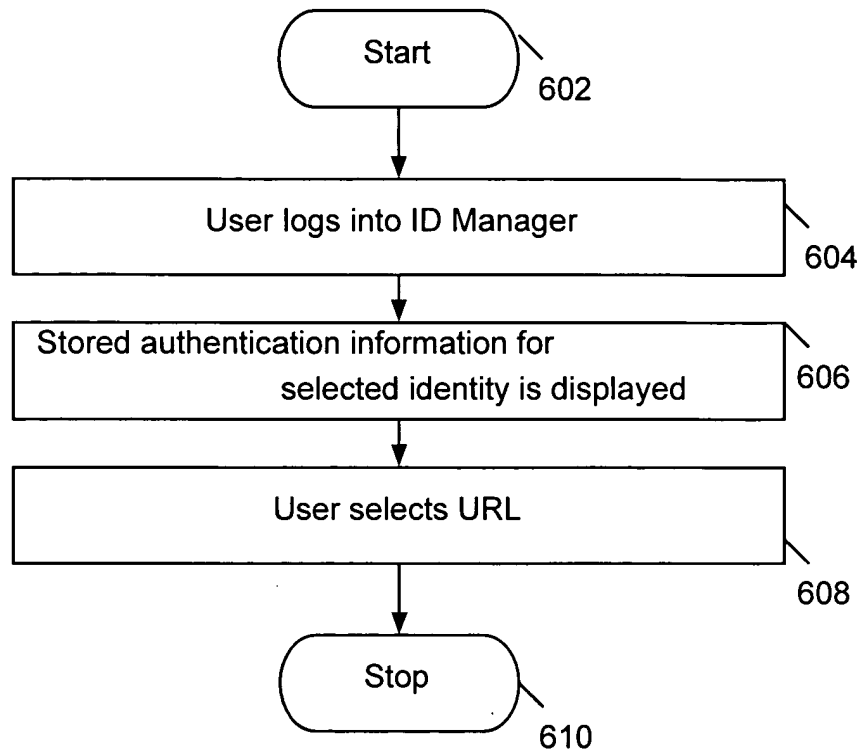 Start
602
User logs into ID Manager
604
Stored authentication information for
selected identity is displayed
606
User selects URL
608
Stop
610